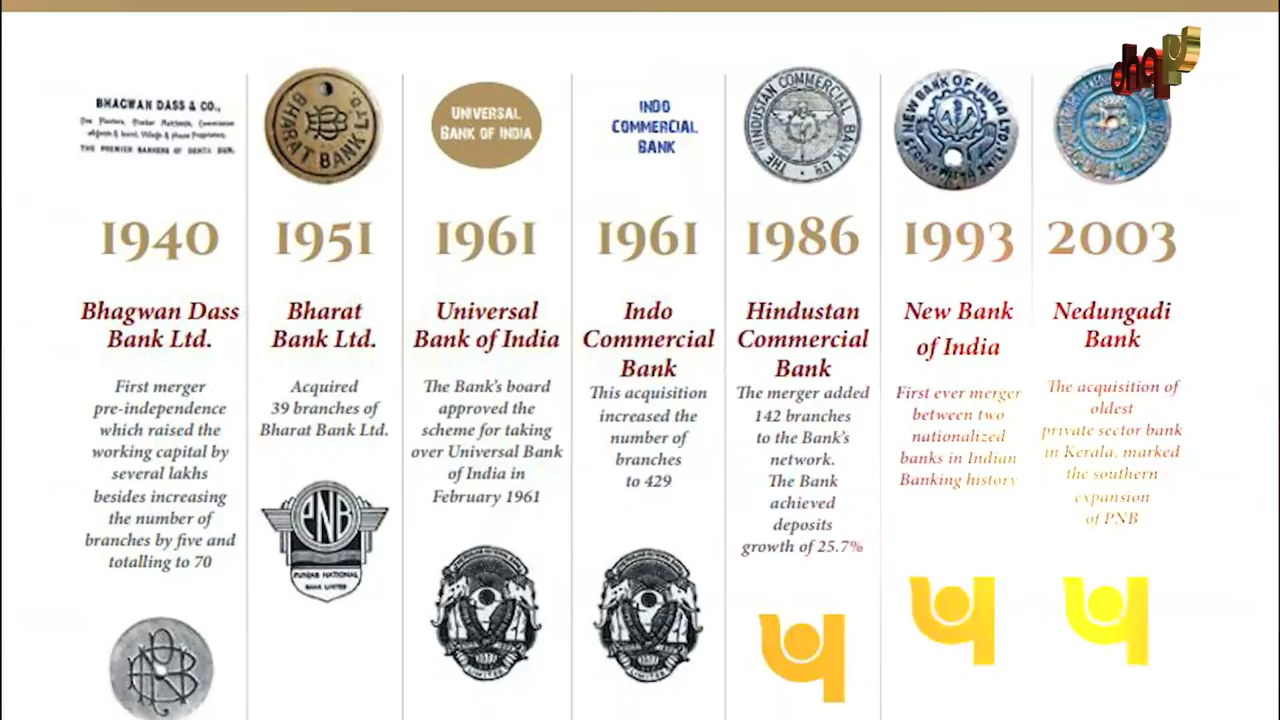 BHAGWAN DASS & CO.,
THE PREMIER BANKERS OF
BHARAT BANK LTD.
UNIVERSAL
BANK OF INDIA
INDO
COMMERCIAL
BANK
THE HINDUSTAN COMMERCIAL BANK LTD.
NEW BANK OF INDIA LTD.
1940
1951
1961
1961
1986
1993
2003
Bhagwan Dass
Bank Ltd.
Bharat
Bank Ltd.
Universal
Bank of India
Indo
Commercial
Bank
Hindustan
Commercial
Bank
New Bank
of India
Nedungadi
Bank
First merger
pre-independence
which raised the
working capital by
several lakhs
besides increasing
the number of
branches by five and
totalling to 70
Acquired
39 branches of
Bharat Bank Ltd.
The Bank's board
approved the
scheme for taking
over Universal Bank
of India in
February 1961
This acquisition
increased the
number of
branches
to 429
The merger added
142 branches
to the Bank's
network.
The Bank
achieved
deposits
growth of 25.7%
First ever merger
between two
nationalized
banks in Indian
Banking history
The acquisition of
oldest
private sector bank
in Kerala, marked
the southern
expansion
of PNB
PNB
PUNJAB NATIONAL
BANK LIMITED
LIMITED
LIMITED